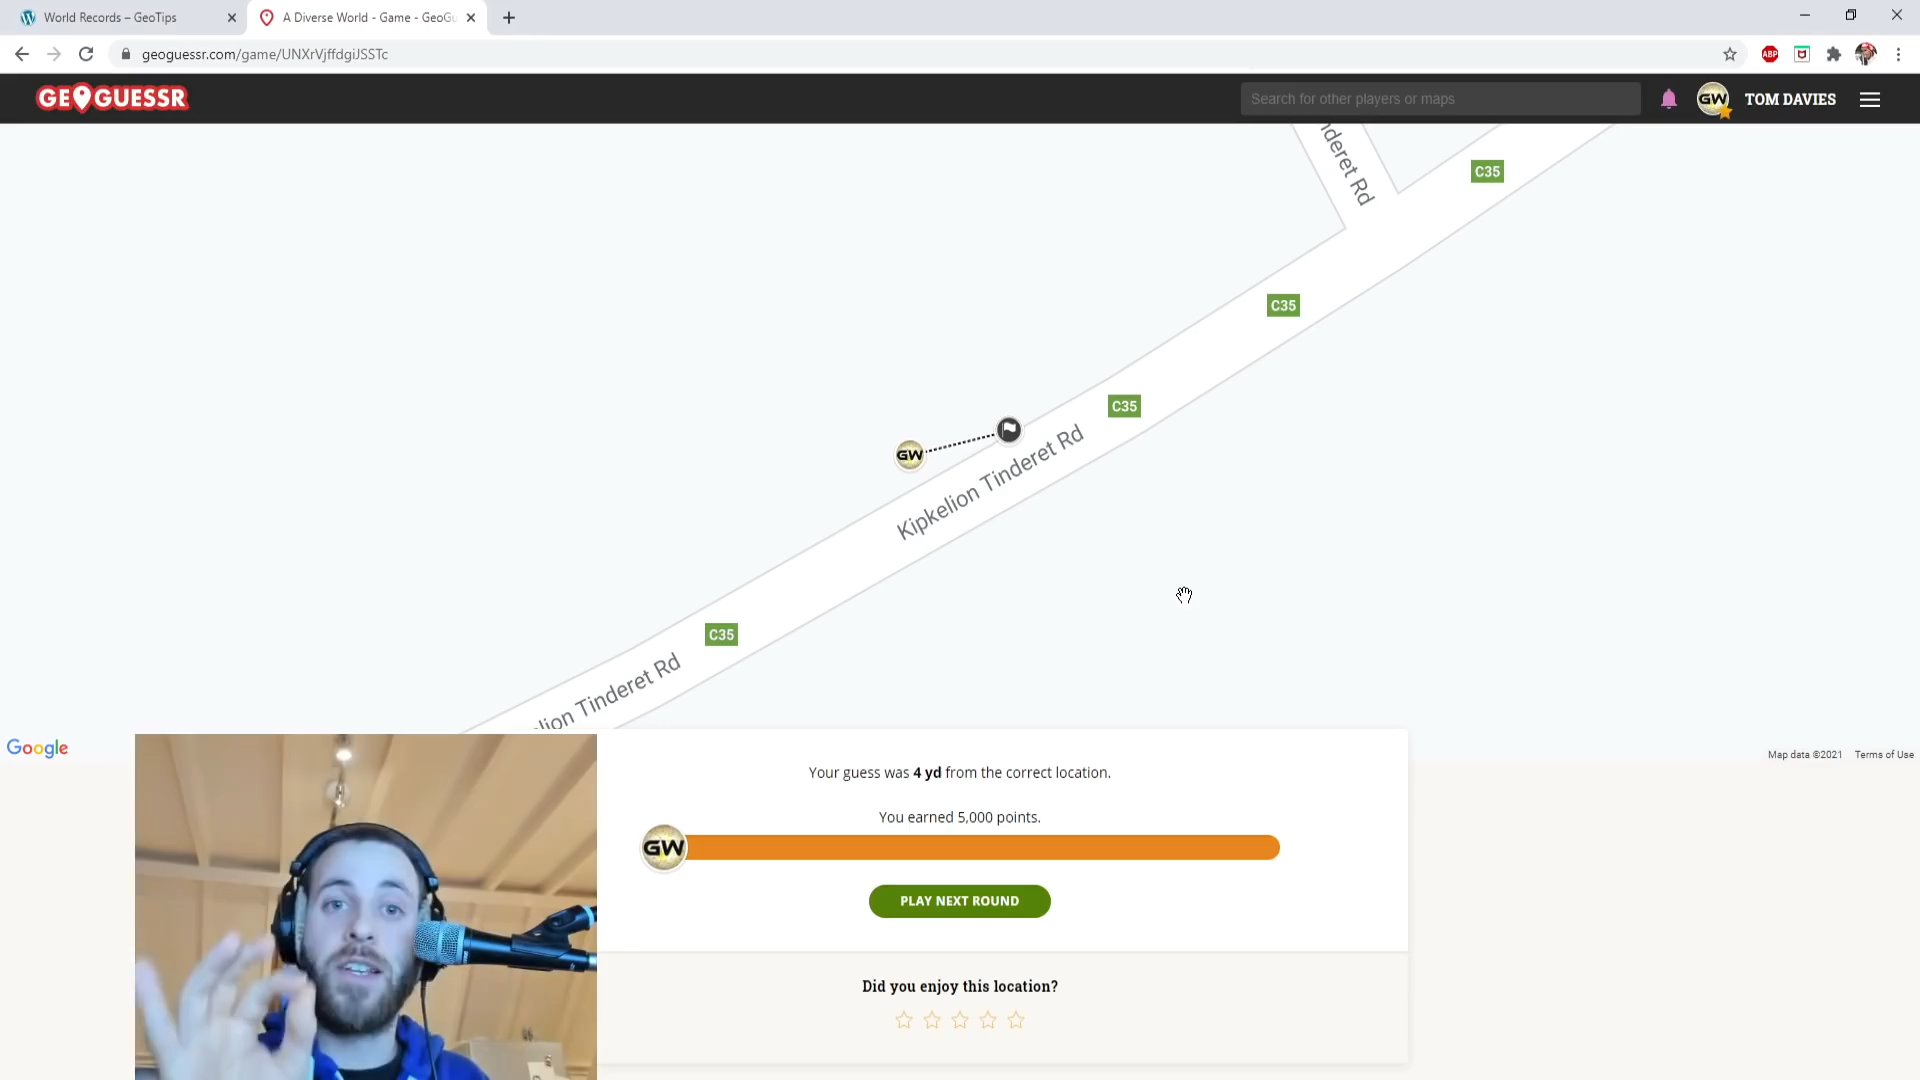 World Records – GeoTips
A Diverse World - Game - GeoGu
geoguessr.com/game/UNXrVjffdgiJSSTc
ABP
GEOGUESSR
Search for other players or maps
GW
TOM DAVIES
nderet Rd
C35
C35
C35
GW
Kipkelion Tinderet Rd
C35
lion Tinderet Rd
Google
Map data ©2021 Terms of Use
Your guess was 4 yd from the correct location.
You earned 5,000 points.
GW
PLAY NEXT ROUND
Did you enjoy this location?